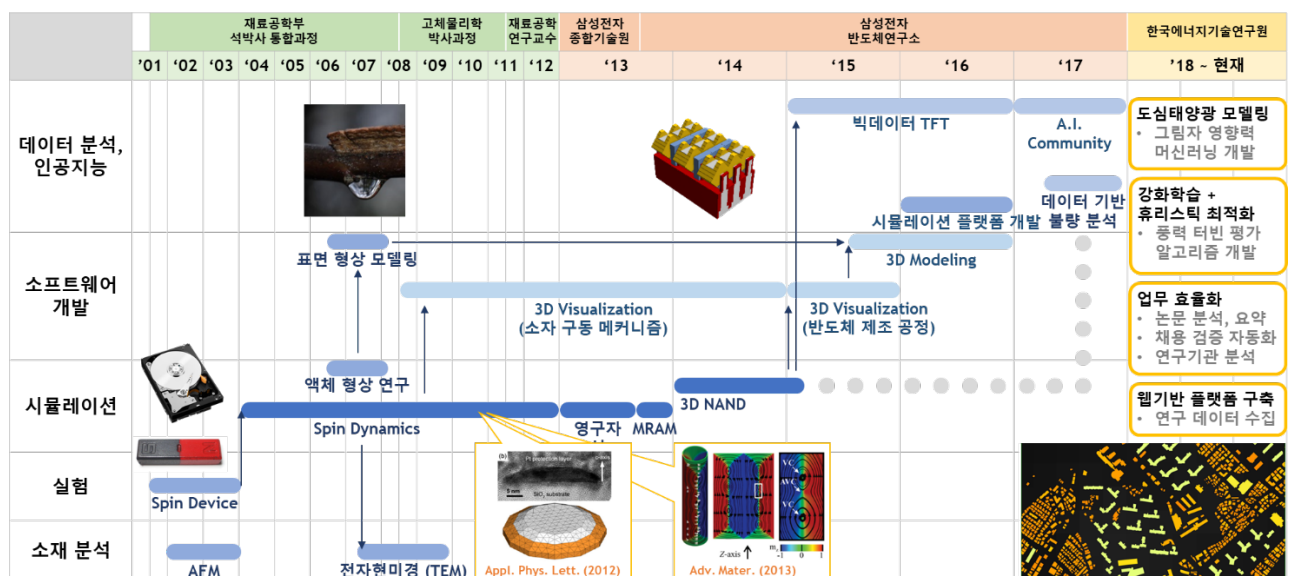 재료공학부
석박사 통합과정
고체물리학
박사과정
재료공학
연구교수
삼성전자
종합기술원
삼성전자
반도체연구소
한국에너지기술연구원
‘01 ‘02 ‘03 ‘04 ‘05 ‘06 ‘07 ‘08 ‘09 ‘10 ‘11 ‘12 ‘13 ‘14 ‘15 ‘16 ‘17 '18 ~ 현재
데이터 분석,
인공지능
빅데이터 TFT
A.I.
Community
데이터 기반
불량 분석
시뮬레이션 플랫폼 개발
도심태양광 모델링
• 그림자 영향력
머신러닝 개발
강화학습 +
휴리스틱 최적화
• 풍력 터빈 평가
알고리즘 개발
소프트웨어
개발
표면 형상 모델링
3D Modeling
3D Visualization
(소자 구동 메커니즘)
3D Visualization
(반도체 제조 공정)
업무 효율화
• 논문 분석, 요약
• 채용 검증 자동화
• 연구기관 분석
시뮬레이션
액체 형상 연구
3D NAND
Spin Dynamics
영구자
MRAM
웹기반 플랫폼 구축
• 연구 데이터 수집
실험
Spin Device
(b)
Pt protection layer
5 nm
SiO₂ substrate
VC
AVC
VC
소재 분석
AFM
전자현미경 (TEM)
Appl. Phys. Lett. (2012)
Z-axis
-1 0 1
Adv. Mater. (2013)